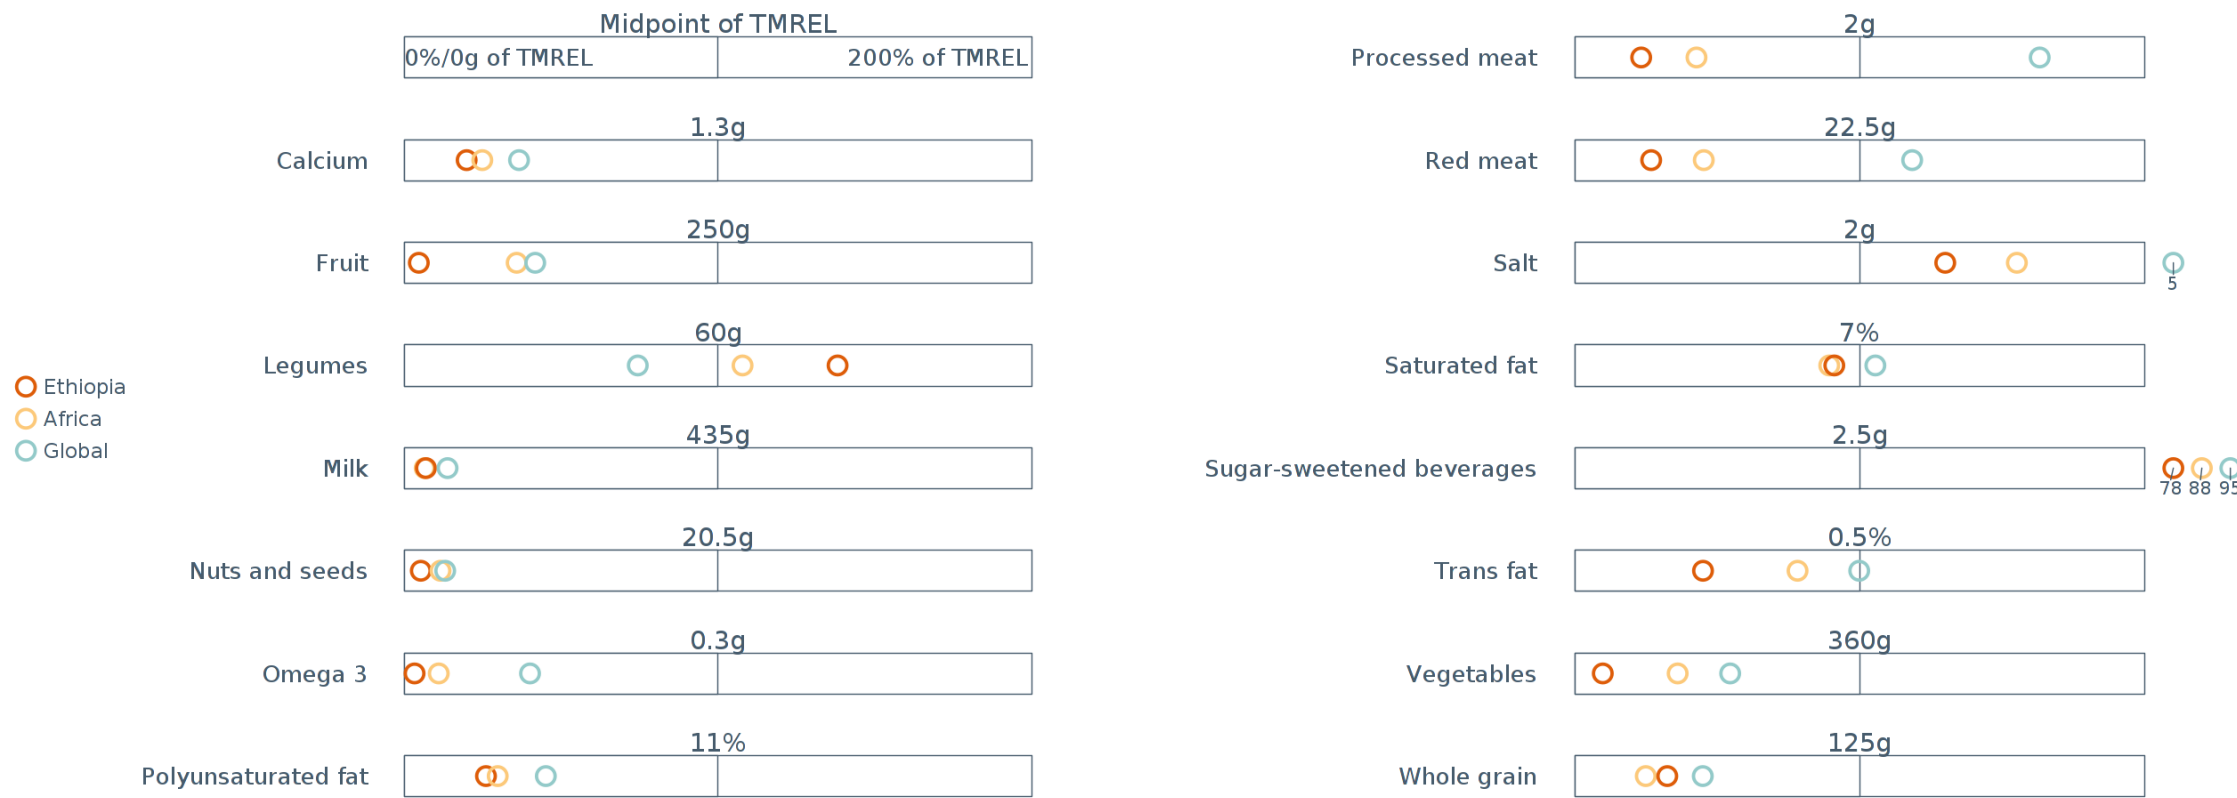 Midpoint of TMREL
0%/0g of TMREL 200% of TMREL
1.3g
Calcium
250g
Fruit
60g
Legumes
435g
Milk
20.5g
Nuts and seeds
0.3g
Omega 3
11%
Polyunsaturated fat
Ethiopia
Africa
Global
2g
Processed meat
22.5g
Red meat
2g
Salt
5
7%
Saturated fat
2.5g
Sugar-sweetened beverages
78 88 95
0.5%
Trans fat
360g
Vegetables
125g
Whole grain